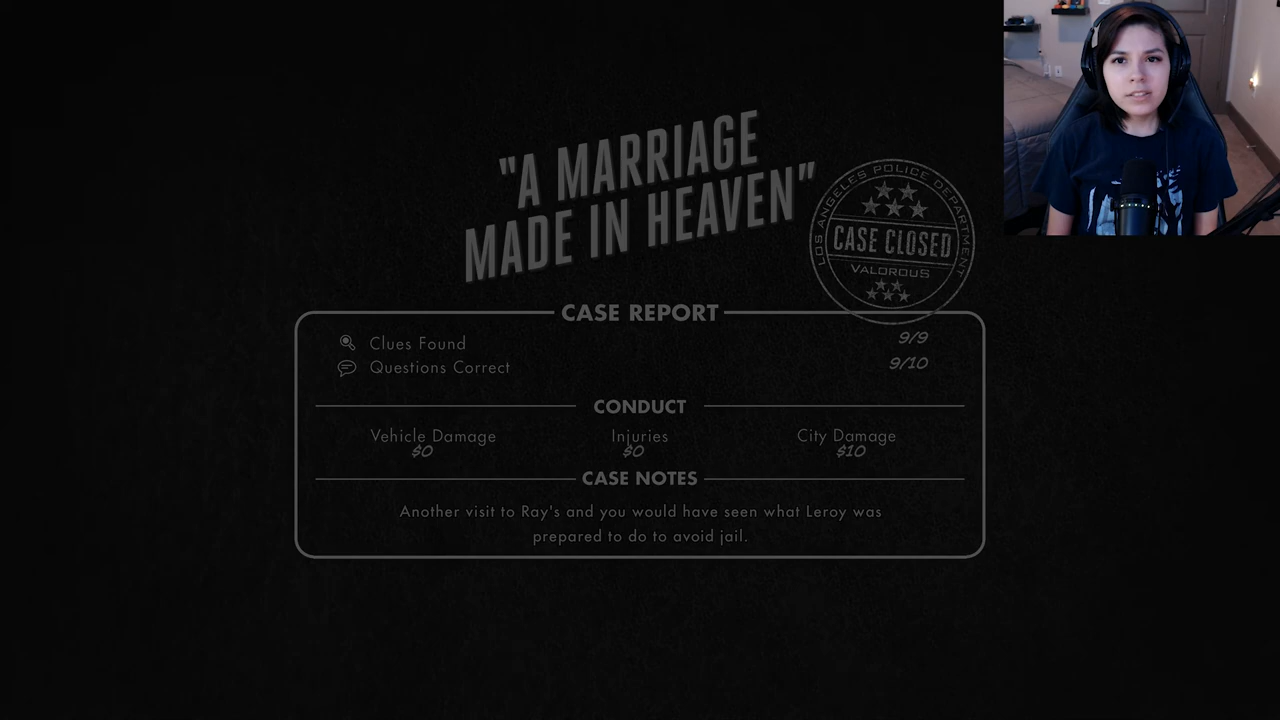 "A MARRIAGE
MADE IN HEAVEN"
LOS ANGELES POLICE DEPARTMENT
CASE CLOSED
VALOROUS
CASE REPORT
Clues Found 9/9
Questions Correct 9/10
CONDUCT
Vehicle Damage Injuries City Damage
$0 $0 $10
CASE NOTES
Another visit to Ray's and you would have seen what Leroy was
prepared to do to avoid jail.